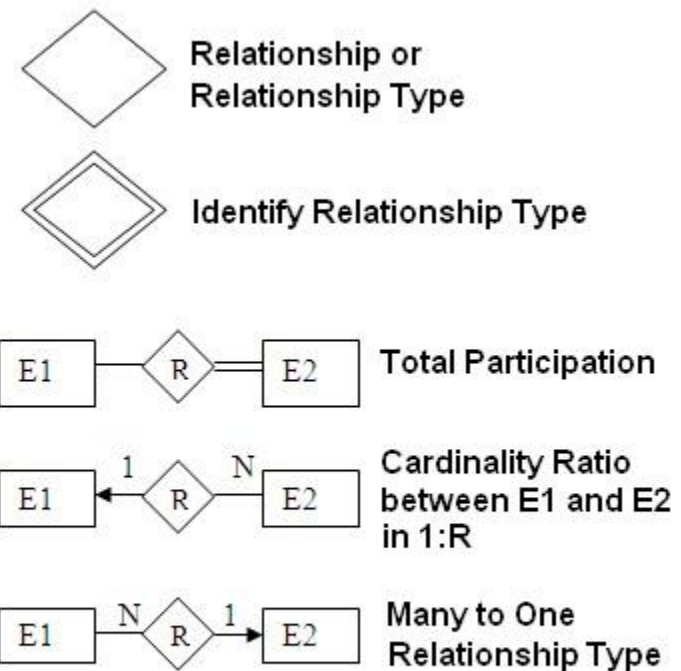 Relationship or
Relationship Type
Identify Relationship Type
E1 R E2 Total Participation
Cardinality Ratio
1 N
E1 R E2 between E1 and E2
in 1:R
N 1 Many to One
E1 R E2 Relationship Type